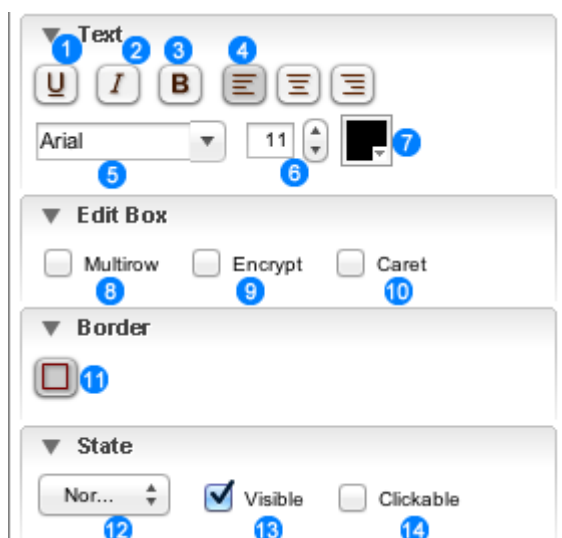 Text
1 2 3 4
U I B
Arial 11 7
5 6
Edit Box
Multirow Encrypt Caret
8 9 10
Border
11
State
Nor... Visible Clickable
12 13 14